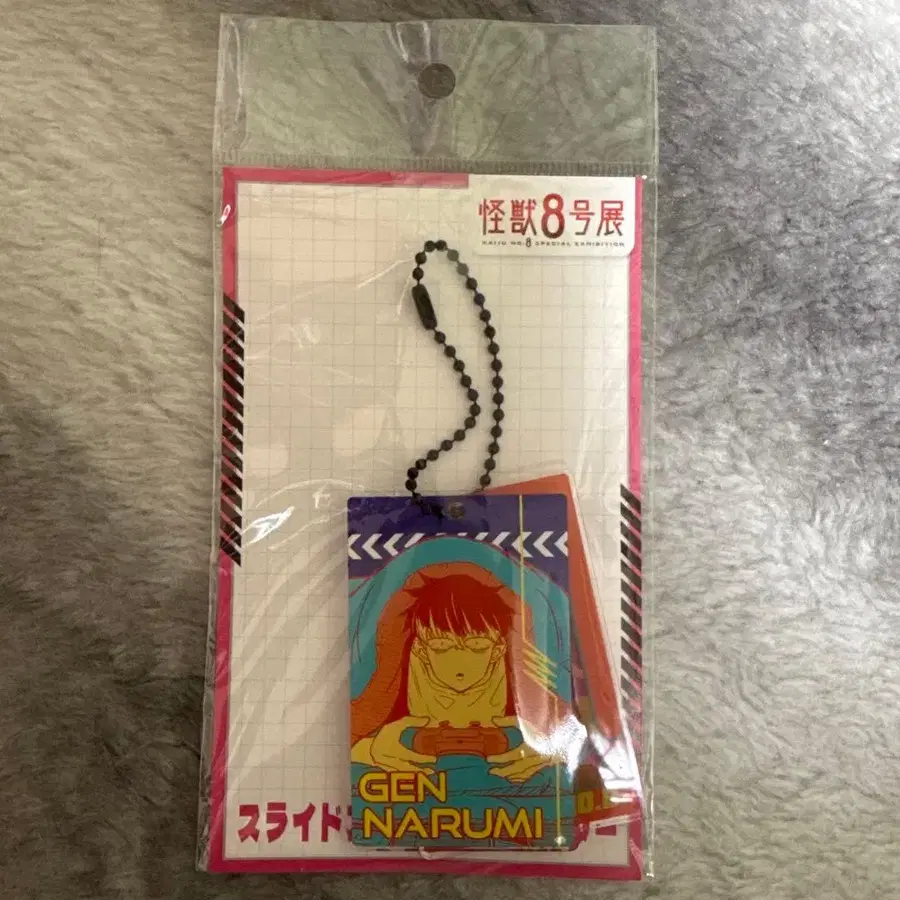 怪獣8号展
KAIJU NO.8 SPECIAL EXHIBITION
GEN
NARUMI
スライド